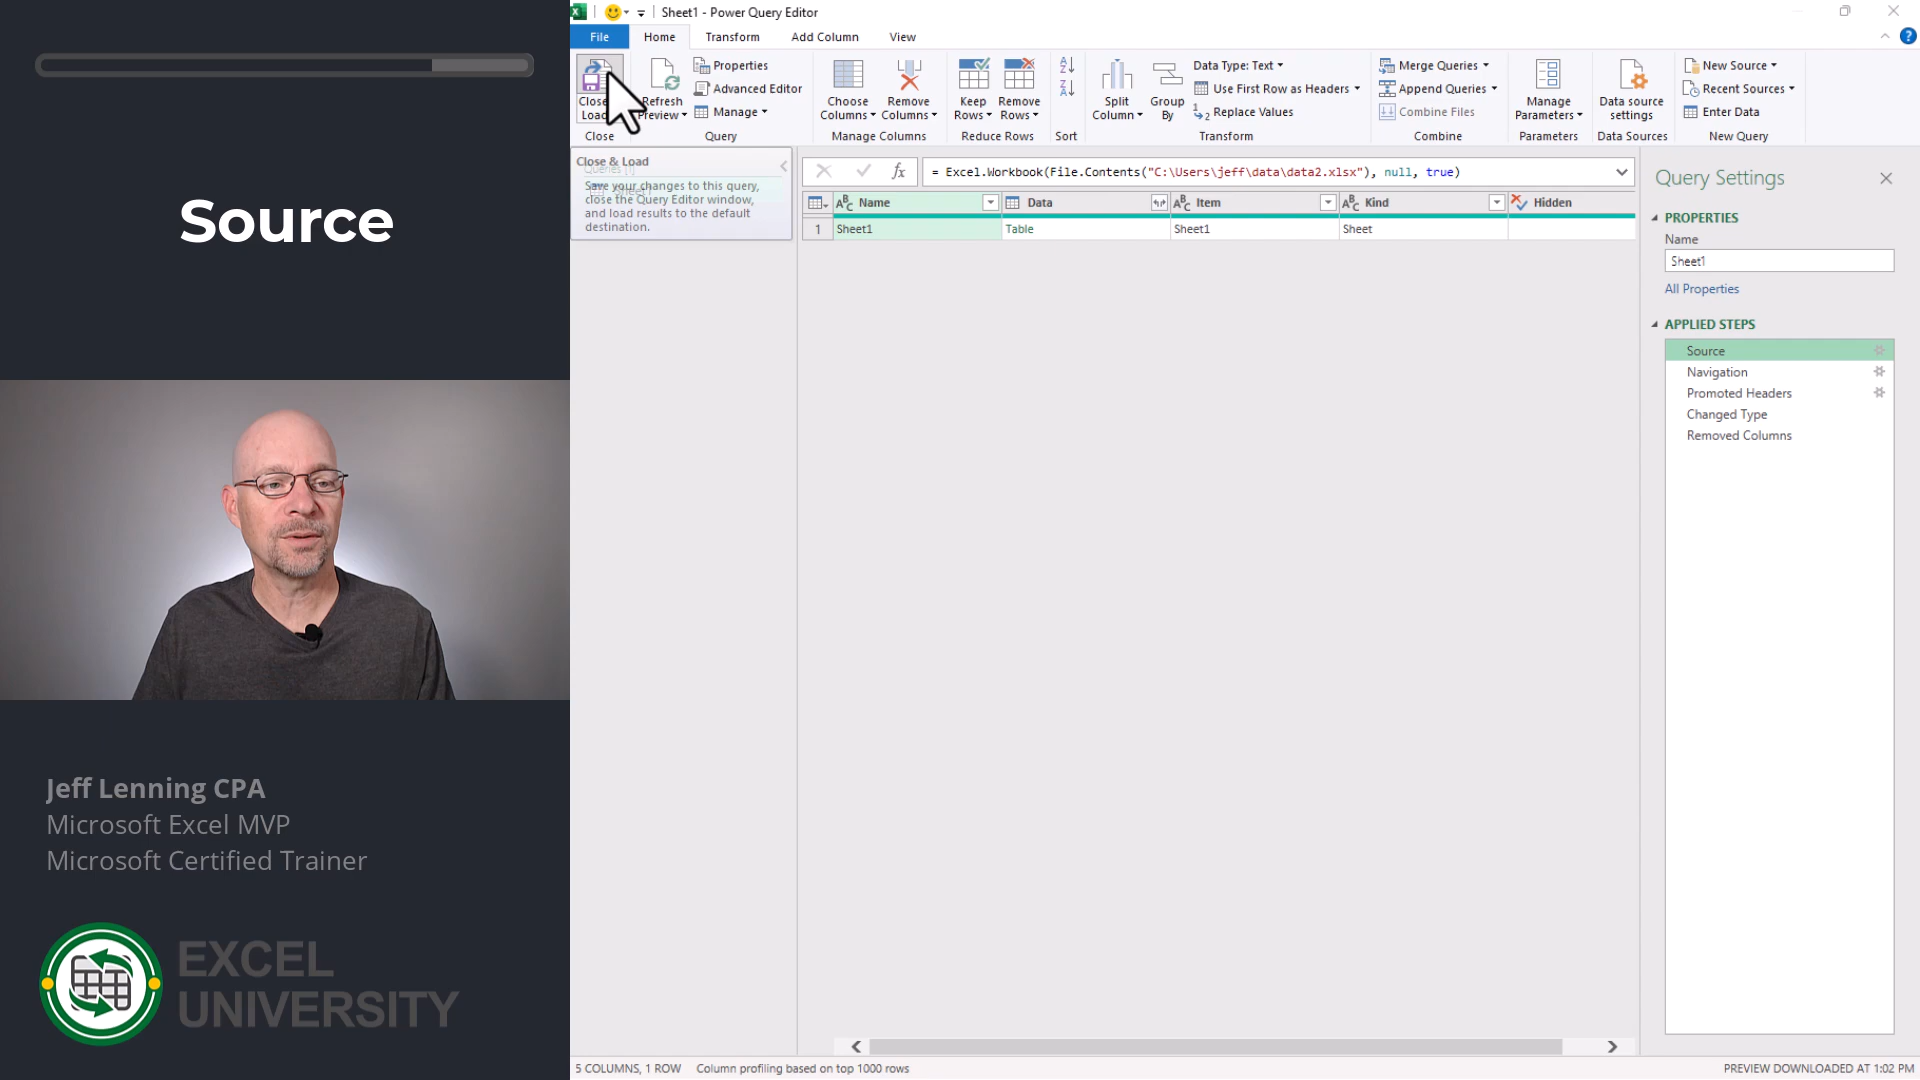 Source
Jeff Lenning CPA
Microsoft Excel MVP
Microsoft Certified Trainer
EXCEL
UNIVERSITY
Sheet1 - Power Query Editor
File
Home
Transform
Add Column
View
Close
Load
Close
Refresh
Preview
Properties
Advanced Editor
Manage
Query
Choose
Columns
Remove
Columns
Manage Columns
Keep
Rows
Remove
Rows
Reduce Rows
Sort
Split
Column
Group
By
Data Type: Text
Use First Row as Headers
Replace Values
Transform
Merge Queries
Append Queries
Combine Files
Combine
Manage
Parameters
Parameters
Data source
settings
Data Sources
New Source
Recent Sources
Enter Data
New Query
Close & Load
Queries [1]
Sheet1
Save your changes to this query,
close the Query Editor window,
and load results to the default
destination.
= Excel.Workbook(File.Contents("C:\Users\jeff\data\data2.xlsx"), null, true)
Name
Data
Item
Kind
Hidden
1
Sheet1
Table
Sheet1
Sheet
Query Settings
PROPERTIES
Name
Sheet1
All Properties
APPLIED STEPS
Source
Navigation
Promoted Headers
Changed Type
Removed Columns
5 COLUMNS, 1 ROW
Column profiling based on top 1000 rows
PREVIEW DOWNLOADED AT 1:02 PM